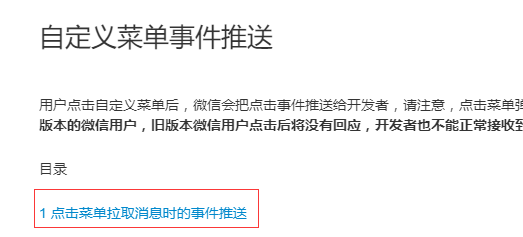 自定义菜单事件推送
用户点击自定义菜单后，微信会把点击事件推送给开发者，请注意，点击菜单弹
版本的微信用户，旧版本微信用户点击后将没有回应，开发者也不能正常接收到
目录
1 点击菜单拉取消息时的事件推送